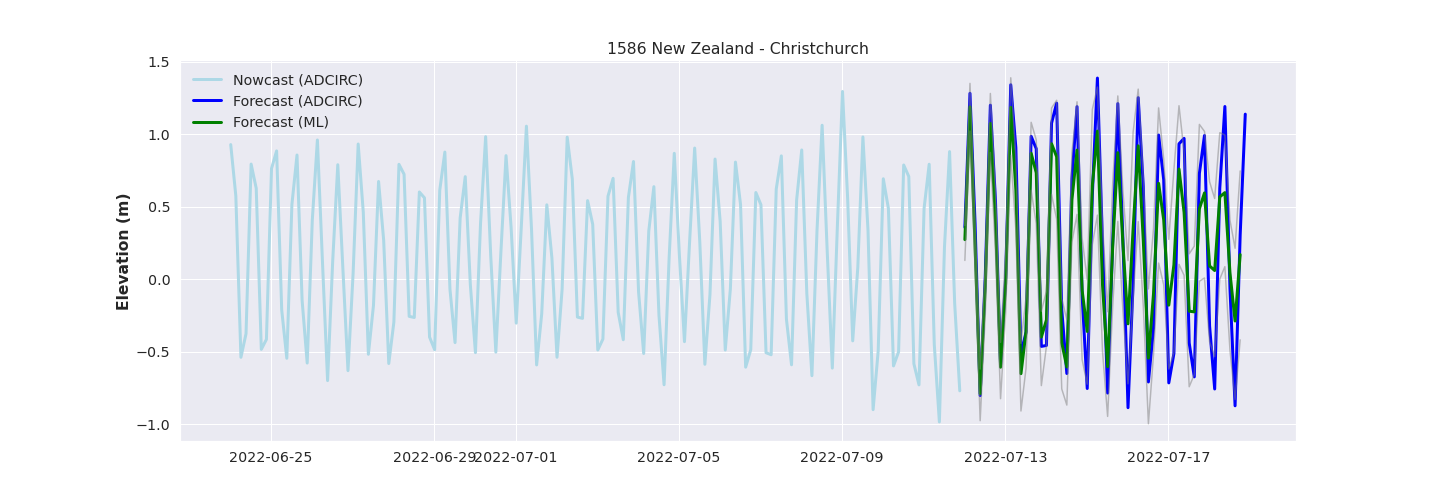 1586 New Zealand - Christchurch
Nowcast (ADCIRC)
Forecast (ADCIRC)
Forecast (ML)
Elevation (m)
1.5
1.0
0.5
0.0
−0.5
−1.0
2022-06-25 2022-06-29 2022-07-01 2022-07-05 2022-07-09 2022-07-13 2022-07-17